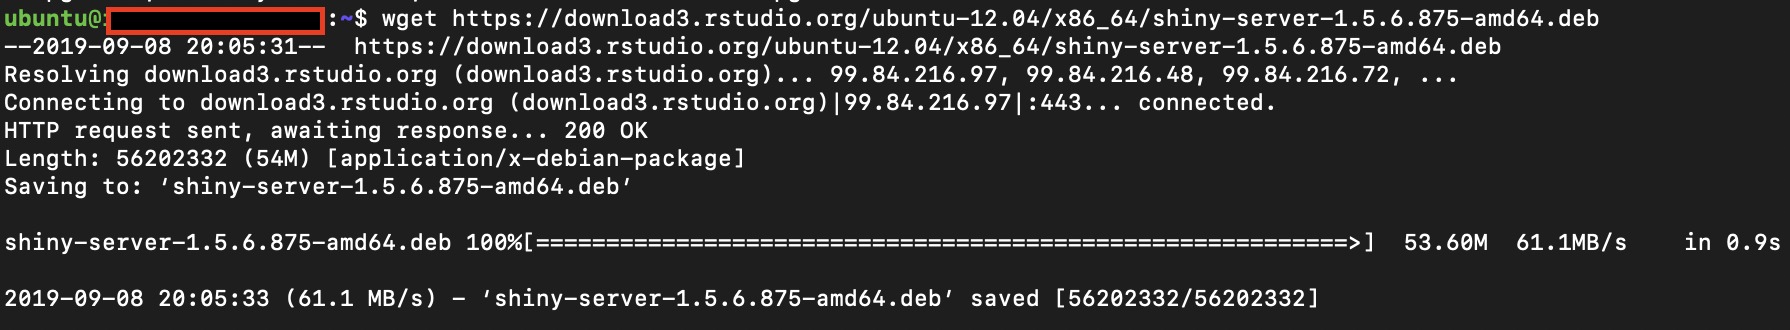 ubuntu@:~$ wget https://download3.rstudio.org/ubuntu-12.04/x86_64/shiny-server-1.5.6.875-amd64.deb
--2019-09-08 20:05:31--  https://download3.rstudio.org/ubuntu-12.04/x86_64/shiny-server-1.5.6.875-amd64.deb
Resolving download3.rstudio.org (download3.rstudio.org)... 99.84.216.97, 99.84.216.48, 99.84.216.72, ...
Connecting to download3.rstudio.org (download3.rstudio.org)|99.84.216.97|:443... connected.
HTTP request sent, awaiting response... 200 OK
Length: 56202332 (54M) [application/x-debian-package]
Saving to: ‘shiny-server-1.5.6.875-amd64.deb’
shiny-server-1.5.6.875-amd64.deb 100%[==========================================================>]  53.60M  61.1MB/s    in 0.9s
2019-09-08 20:05:33 (61.1 MB/s) - ‘shiny-server-1.5.6.875-amd64.deb’ saved [56202332/56202332]